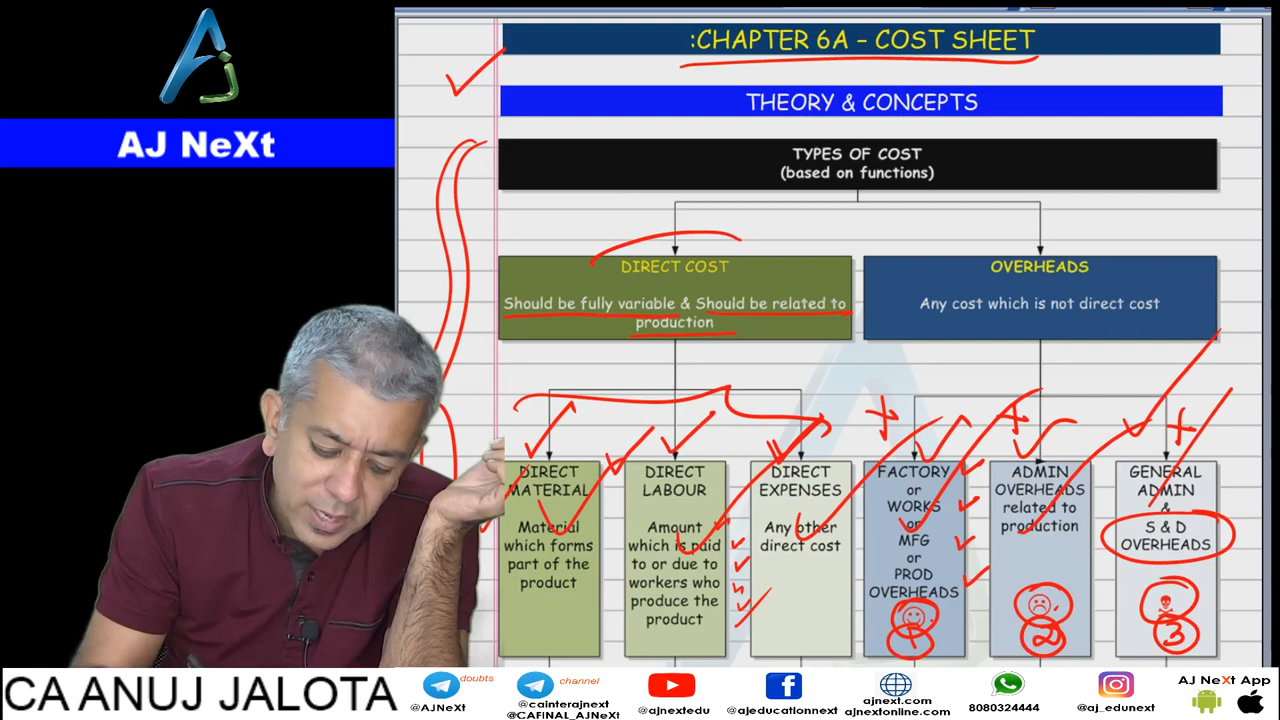 :CHAPTER 6A – COST SHEET
THEORY & CONCEPTS
AJ NeXt
TYPES OF COST
(based on functions)
DIRECT COST
Should be fully variable & Should be related to
production
OVERHEADS
Any cost which is not direct cost
DIRECT
MATERIAL
Material
which forms
part of the
product
DIRECT
LABOUR
Amount
which is paid
to or due to
workers who
produce the
product
DIRECT
EXPENSES
Any other
direct cost
FACTORY
or
WORKS
or
MFG
or
PROD
OVERHEADS
1
ADMIN
OVERHEADS
related to
production
2
GENERAL
ADMIN
&
S & D
OVERHEADS
3
CA ANUJ JALOTA
doubts
@AJNeXt
channel
@cainterajnext
@CAFINAL_AJNeXt
@ajnextedu
@ajeducationnext
ajnext.com
ajnextonline.com
8080324444
@aj_edunext
AJ NeXt App